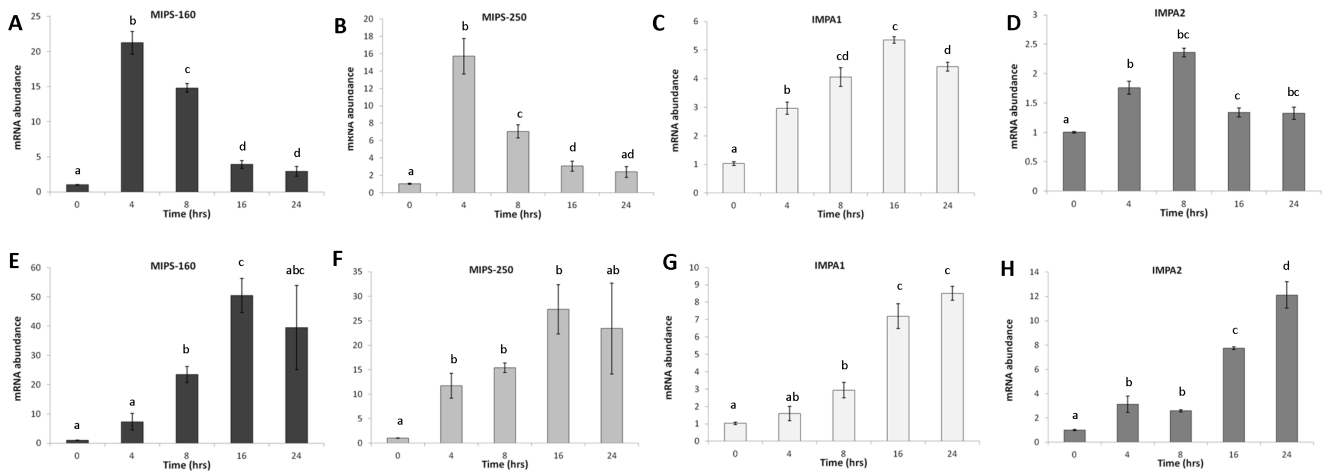 A
MIPS-160
mRNA abundance
25
20
15
10
5
0
a
b
c
d
d
0 4 8 16 24
Time (hrs)
B
MIPS-250
mRNA abundance
20
18
16
14
12
10
8
6
4
2
0
a
b
c
d
ad
0 4 8 16 24
Time (hrs)
C
IMPA1
mRNA abundance
6
5
4
3
2
1
0
a
b
cd
c
d
0 4 8 16 24
Time (hrs)
D
IMPA2
mRNA abundance
3
2.5
2
1.5
1
0.5
0
a
b
bc
c
bc
0 4 8 16 24
Time (hrs)
E
MIPS-160
mRNA abundance
60
50
40
30
20
10
0
a
a
b
c
abc
0 4 8 16 24
Time (hrs)
F
MIPS-250
mRNA abundance
35
30
25
20
15
10
5
0
a
b
b
b
ab
0 4 8 16 24
Time (hrs)
G
IMPA1
mRNA abundance
10
9
8
7
6
5
4
3
2
1
0
a
ab
b
c
c
0 4 8 16 24
Time (hrs)
H
IMPA2
mRNA abundance
14
12
10
8
6
4
2
0
a
b
b
c
d
0 4 8 16 24
Time (hrs)